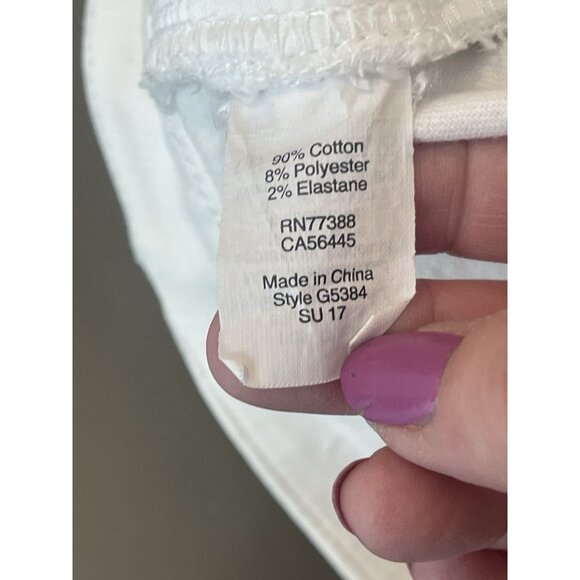 90% Cotton
8% Polyester
2% Elastane
RN77388
CA56445
Made in China
Style G5384
SU 17